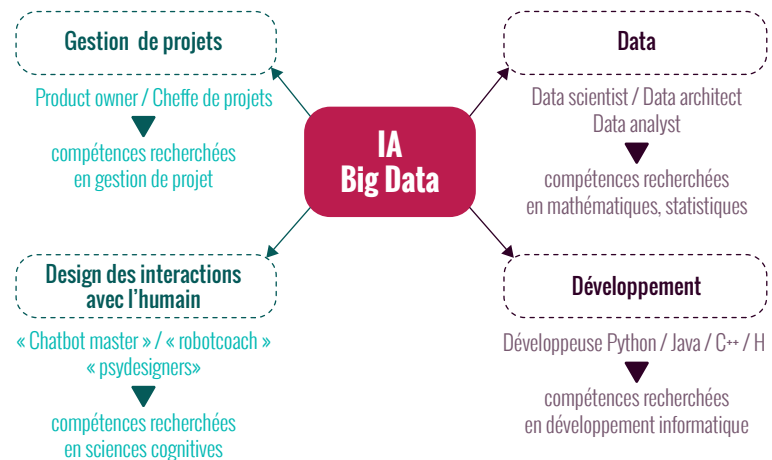 Gestion de projets
Product owner / Cheffe de projets
compétences recherchées
en gestion de projet
Data
Data scientist / Data architect
Data analyst
compétences recherchées
en mathématiques, statistiques
IA
Big Data
Design des interactions
avec l'humain
« Chatbot master » / « robotcoach »
« psydesigners»
compétences recherchées
en sciences cognitives
Développement
Développeuse Python / Java / C++ / H
compétences recherchées
en développement informatique